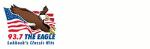 93.7 THE EAGLE
Lubbock's Classic Hits